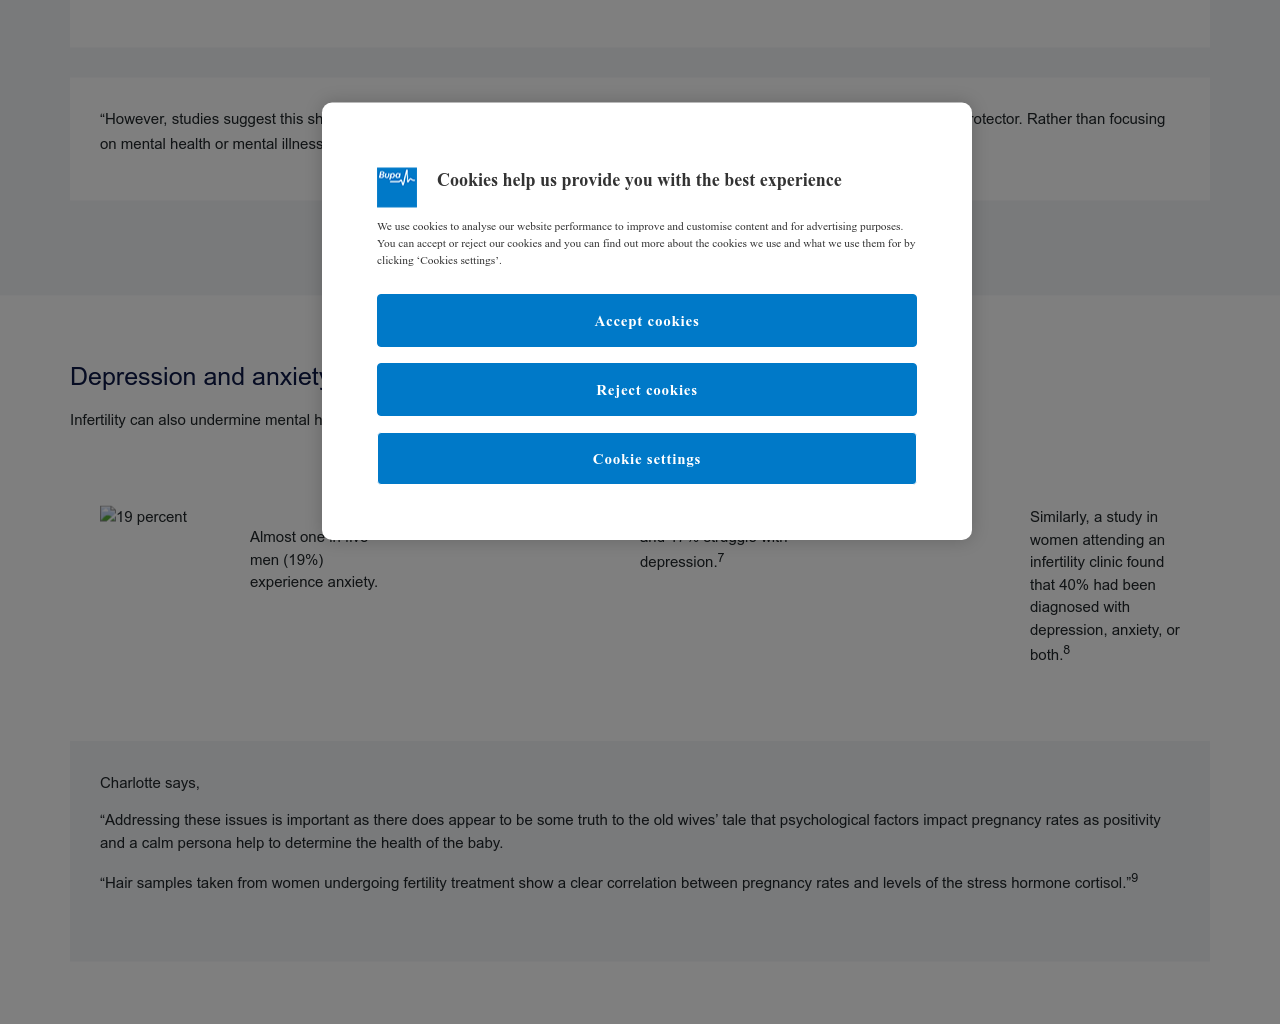 “However, studies suggest this sh
rotector. Rather than focusing
on mental health or mental illness
Bupa
Cookies help us provide you with the best experience
We use cookies to analyse our website performance to improve and customise content and for advertising purposes.
You can accept or reject our cookies and you can find out more about the cookies we use and what we use them for by
clicking ‘Cookies settings’.
Accept cookies
Reject cookies
Cookie settings
Depression and anxiety
Infertility can also undermine mental h
19 percent
Almost one in five
men (19%)
experience anxiety.
and 17% struggle with
depression.7
Similarly, a study in
women attending an
infertility clinic found
that 40% had been
diagnosed with
depression, anxiety, or
both.8
Charlotte says,
“Addressing these issues is important as there does appear to be some truth to the old wives’ tale that psychological factors impact pregnancy rates as positivity
and a calm persona help to determine the health of the baby.
“Hair samples taken from women undergoing fertility treatment show a clear correlation between pregnancy rates and levels of the stress hormone cortisol.”9